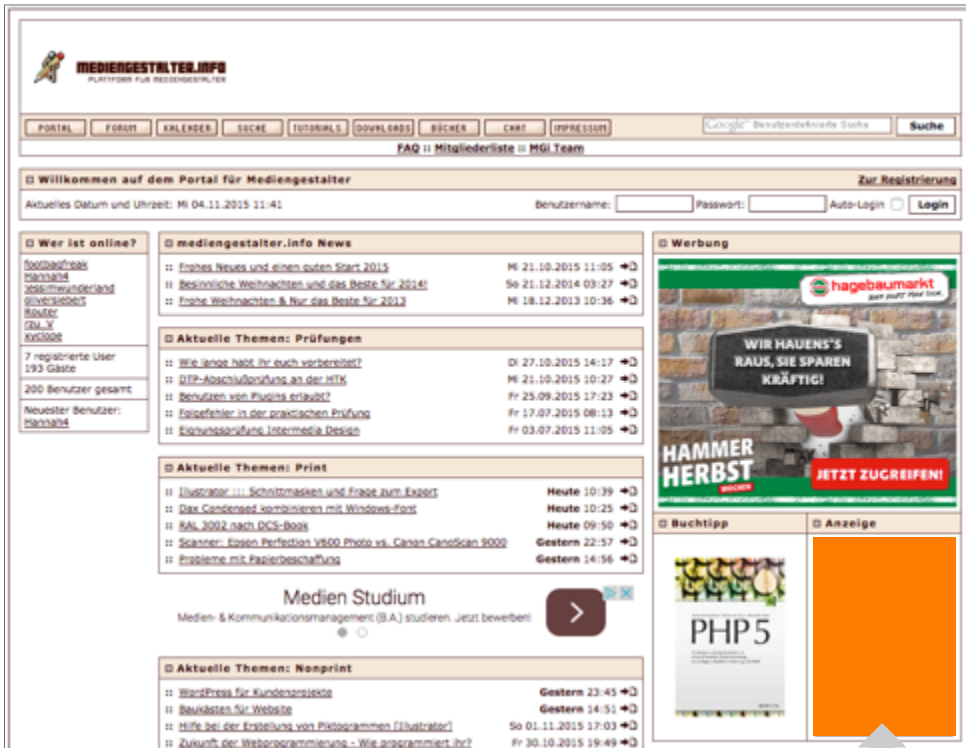 MEDIENGESTALTER.INFO
PLATTFORM FÜR MEDIENGESTALTER
PORTAL FORUM KALENDER SUCHE TUTORIALS DOWNLOADS BÜCHER CHAT IMPRESSUM Google™ Benutzerdefinierte Suche Suche
FAQ :: Mitgliederliste :: MGi Team
Willkommen auf dem Portal für Mediengestalter Zur Registrierung
Aktuelles Datum und Uhrzeit: Mi 04.11.2015 11:41 Benutzername: Passwort: Auto-Login Login
Wer ist online?
footbagfreak
Hannah4
jessimwunderland
oliversiebert
Router
rzu_v
xyclope
7 registrierte User
193 Gäste
200 Benutzer gesamt
Neuester Benutzer:
Hannah4
mediengestalter.info News
:: Frohes Neues und einen guten Start 2015 Mi 21.10.2015 11:05
:: Besinnliche Weihnachten und das Beste für 2014! So 21.12.2014 03:27
:: Frohe Weihnachten & Nur das Beste für 2013 Mi 18.12.2013 10:36
Aktuelle Themen: Prüfungen
:: Wie lange habt ihr euch vorbereitet? Di 27.10.2015 14:17
:: DTP-Abschlußprüfung an der HTK Mi 21.10.2015 10:27
:: Benutzen von Plugins erlaubt? Fr 25.09.2015 17:23
:: Folgefehler in der praktischen Prüfung Fr 17.07.2015 08:13
:: Eignungsprüfung Intermedia Design Fr 03.07.2015 11:05
Aktuelle Themen: Print
:: Illustrator ::: Schnittmasken und Frage zum Export Heute 10:39
:: Dax Condensed kombinieren mit Windows-Font Heute 10:25
:: RAL 3002 nach DCS-Book Heute 09:50
:: Scanner: Epson Perfection V600 Photo vs. Canon CanoScan 9000 Gestern 22:57
:: Probleme mit Papierbeschaffung Gestern 14:56
Medien Studium
Medien- & Kommunikationsmanagement (B.A.) studieren. Jetzt bewerben!
Aktuelle Themen: Nonprint
:: WordPress für Kundenprojekte Gestern 23:45
:: Baukästen für Website Gestern 14:51
:: Hilfe bei der Erstellung von Piktogrammen [Illustrator] So 01.11.2015 17:03
:: Zukunft der Webprogrammierung - Wie programmiert ihr? Fr 30.10.2015 19:49
Werbung
hagebaumarkt
WIR HAUENS'S
RAUS, SIE SPAREN
KRÄFTIG!
HAMMER
HERBST
WOCHEN
JETZT ZUGREIFEN!
Buchtipp
PHP 5
Anzeige